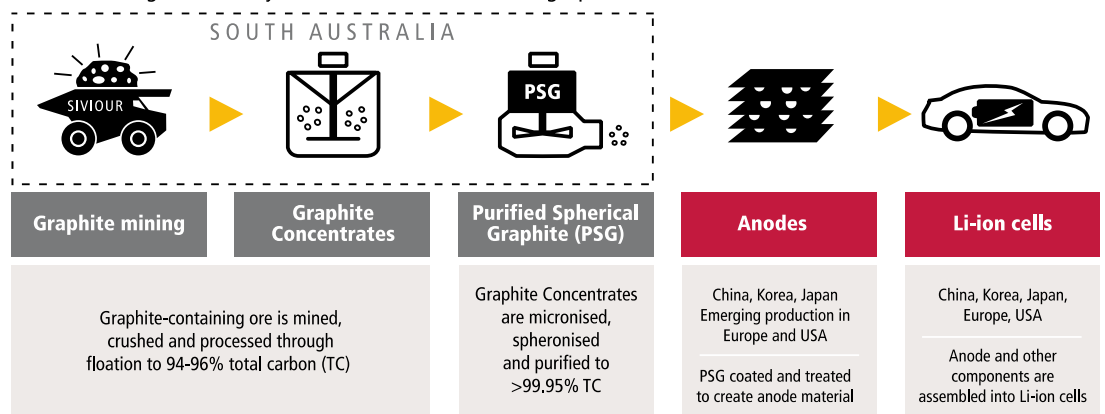 SOUTH AUSTRALIA
SIVIOUR
PSG
Graphite mining
Graphite
Concentrates
Purified Spherical
Graphite (PSG)
Anodes
Li-ion cells
Graphite-containing ore is mined,
crushed and processed through
floation to 94-96% total carbon (TC)
Graphite Concentrates
are micronised,
spheronised
and purified to
>99.95% TC
China, Korea, Japan
Emerging production in
Europe and USA
PSG coated and treated
to create anode material
China, Korea, Japan,
Europe, USA
Anode and other
components are
assembled into Li-ion cells